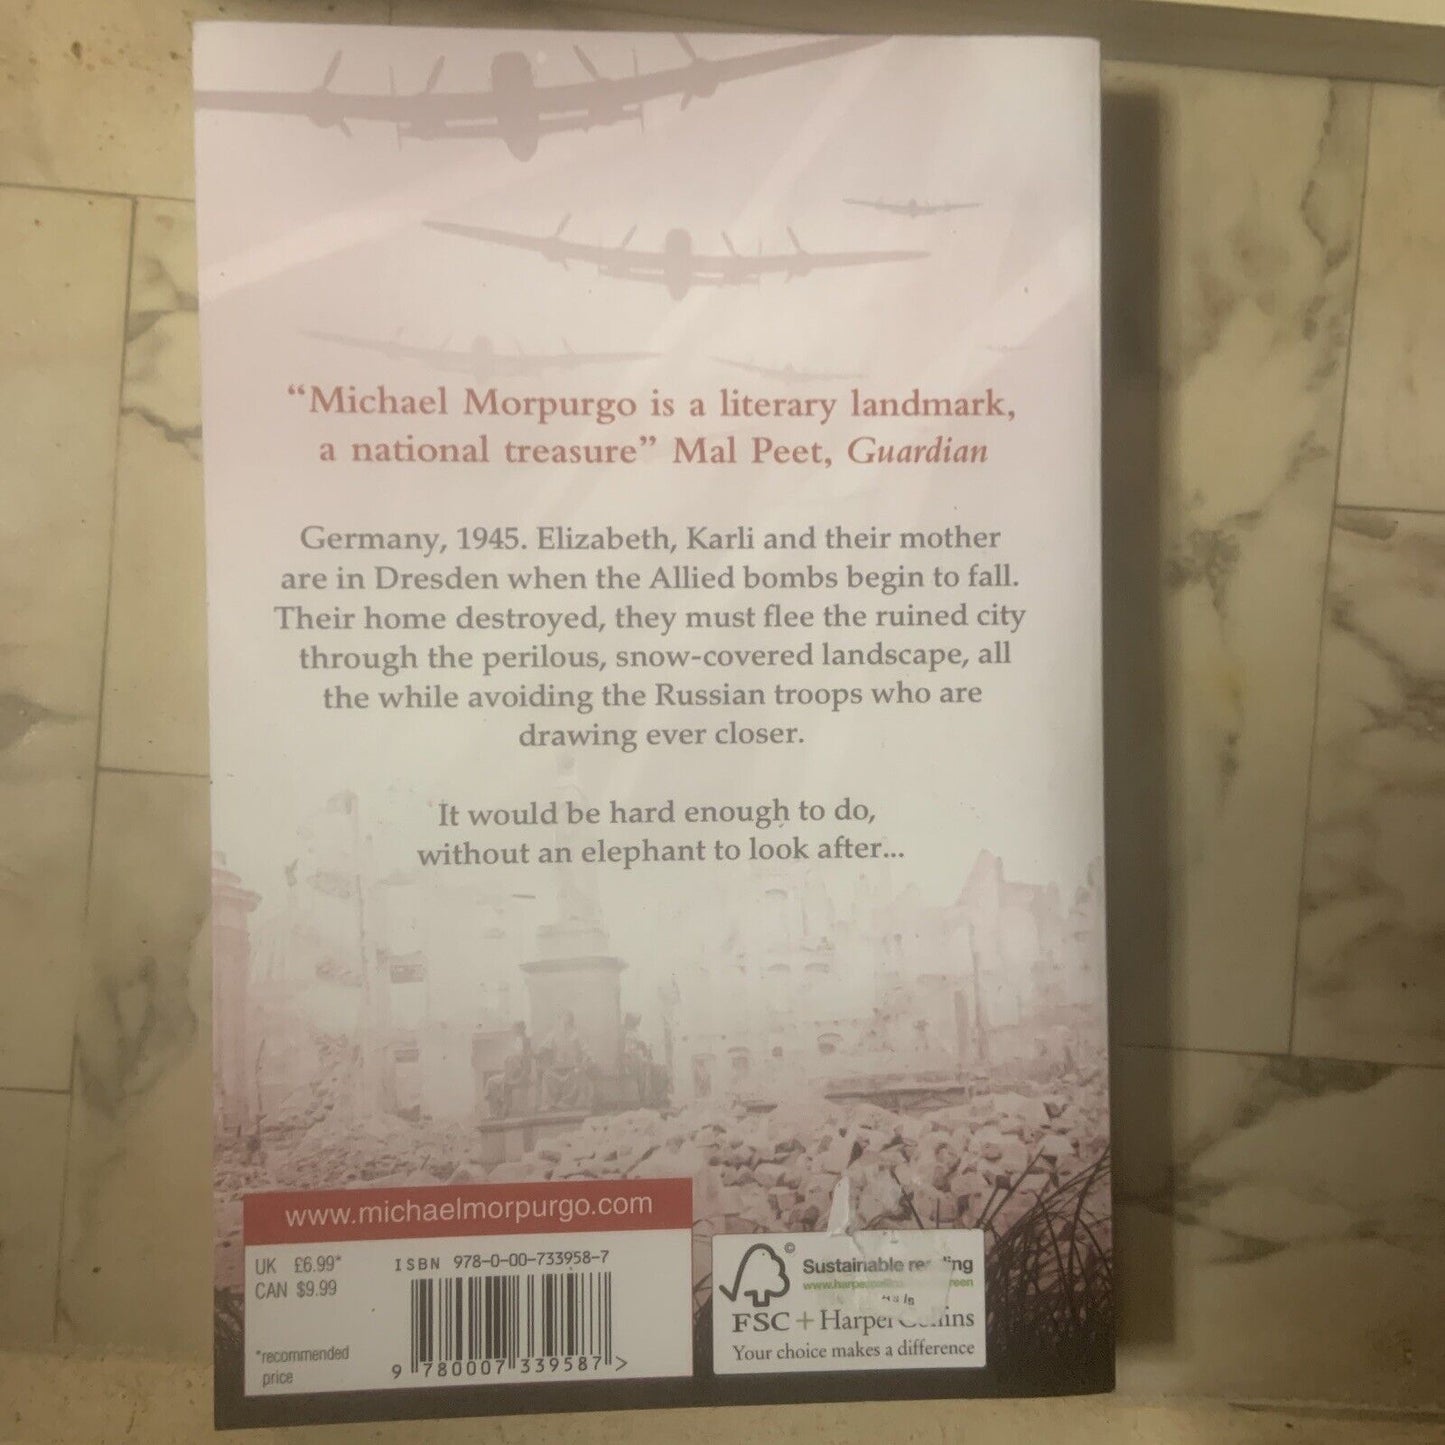 “Michael Morpurgo is a literary landmark,
a national treasure” Mal Peet, Guardian
Germany, 1945. Elizabeth, Karli and their mother
are in Dresden when the Allied bombs begin to fall.
Their home destroyed, they must flee the ruined city
through the perilous, snow-covered landscape, all
the while avoiding the Russian troops who are
drawing ever closer.
It would be hard enough to do,
without an elephant to look after...
www.michaelmorpurgo.com
UK £6.99*
CAN $9.99
*recommended
price
ISBN 978-0-00-733958-7
9 780007 339587 >
©
Sustainable
FSC +
Your choice makes a difference